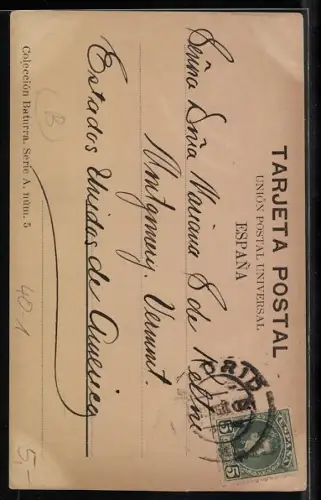 TARJETA POSTAL
UNIÓN POSTAL UNIVERSAL
ESPAÑA
Señora Doña Mariana S de
Montgomery. Vermont.
Estados Unidos de America
Colección Baturra, Serie A, núm. 5
(B)
40-1
5,-